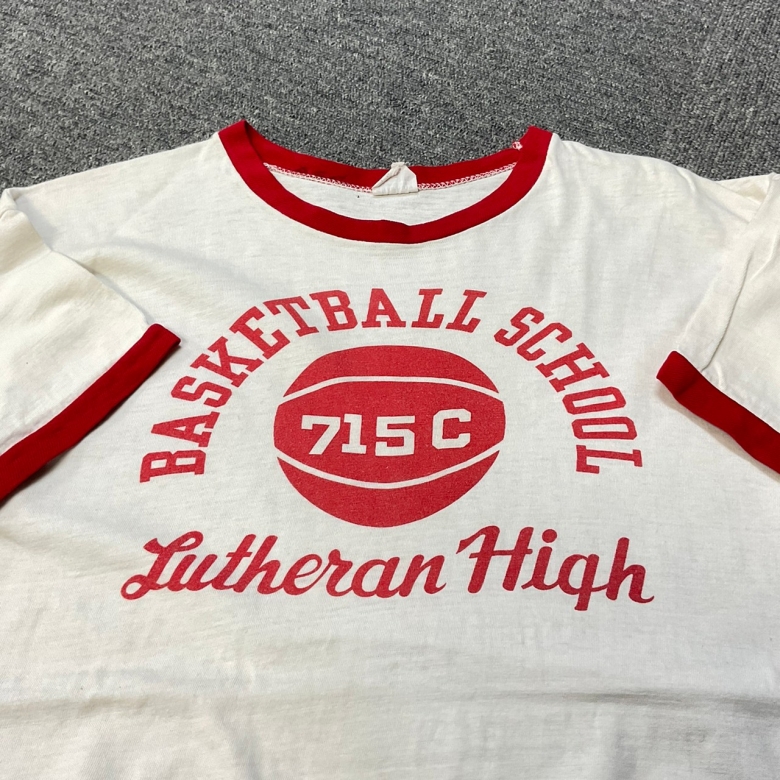 BASKETBALL SCHOOL
715 C
Lutheran High